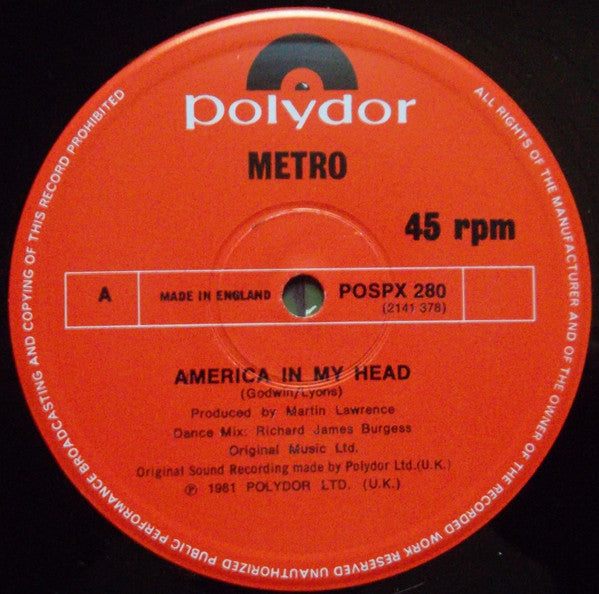 polydor
METRO
45 rpm
A
MADE IN ENGLAND
POSPX 280
(2141 378)
AMERICA IN MY HEAD
(Godwin/Lyons)
Produced by Martin Lawrence
Dance Mix: Richard James Burgess
Original Music Ltd.
Original Sound Recording made by Polydor Ltd.(U.K.)
℗ 1981 POLYDOR LTD. (U.K.)
ALL RIGHTS OF THE MANUFACTURER AND OF THE OWNER OF THE RECORDED WORK RESERVED UNAUTHORIZED PUBLIC PERFORMANCE BROADCASTING AND COPYING OF THIS RECORD PROHIBITED